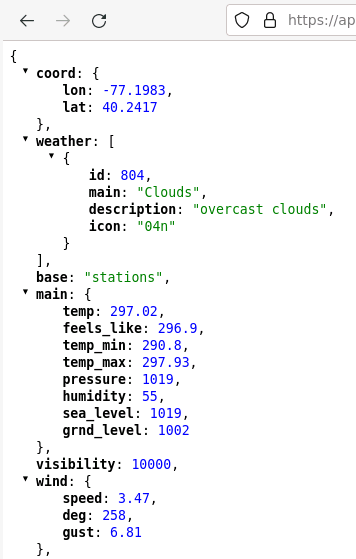 https://ap
{
coord: {
lon: -77.1983,
lat: 40.2417
},
weather: [
{
id: 804,
main: "Clouds",
description: "overcast clouds",
icon: "04n"
}
],
base: "stations",
main: {
temp: 297.02,
feels_like: 296.9,
temp_min: 290.8,
temp_max: 297.93,
pressure: 1019,
humidity: 55,
sea_level: 1019,
grnd_level: 1002
},
visibility: 10000,
wind: {
speed: 3.47,
deg: 258,
gust: 6.81
},